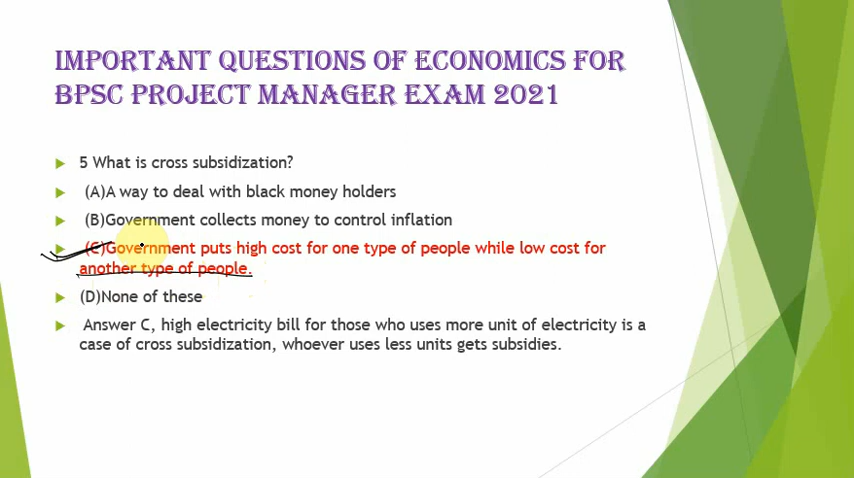 IMPORTANT QUESTIONS OF ECONOMICS FOR
BPSC PROJECT MANAGER EXAM 2021
5 What is cross subsidization?
(A)A way to deal with black money holders
(B)Government collects money to control inflation
(C)Government puts high cost for one type of people while low cost for
another type of people.
(D)None of these
Answer C, high electricity bill for those who uses more unit of electricity is a
case of cross subsidization, whoever uses less units gets subsidies.